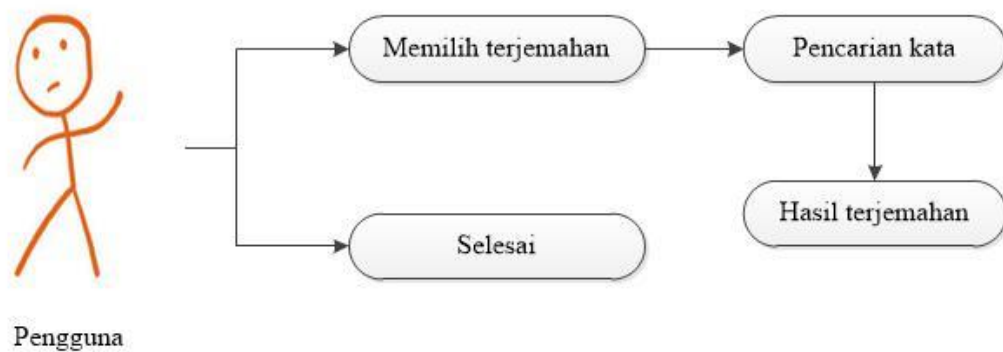 Memilih terjemahan
Pencarian kata
Hasil terjemahan
Selesai
Pengguna